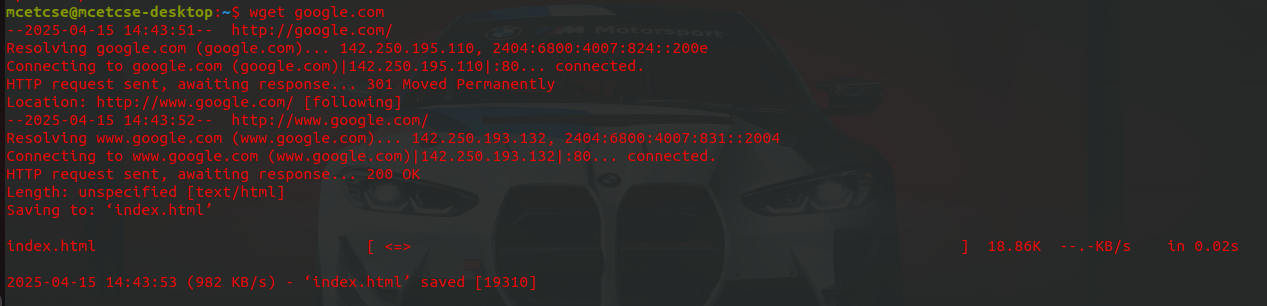 mcetcse@mcetcse-desktop:~$ wget google.com
--2025-04-15 14:43:51--  http://google.com/
Resolving google.com (google.com)... 142.250.195.110, 2404:6800:4007:824::200e
Connecting to google.com (google.com)|142.250.195.110|:80... connected.
HTTP request sent, awaiting response... 301 Moved Permanently
Location: http://www.google.com/ [following]
--2025-04-15 14:43:52--  http://www.google.com/
Resolving www.google.com (www.google.com)... 142.250.193.132, 2404:6800:4007:831::2004
Connecting to www.google.com (www.google.com)|142.250.193.132|:80... connected.
HTTP request sent, awaiting response... 200 OK
Length: unspecified [text/html]
Saving to: ‘index.html’
index.html                              [ <=>                                                              ]  18.86K  --.-KB/s    in 0.02s
2025-04-15 14:43:53 (982 KB/s) - ‘index.html’ saved [19310]
M Motorsport